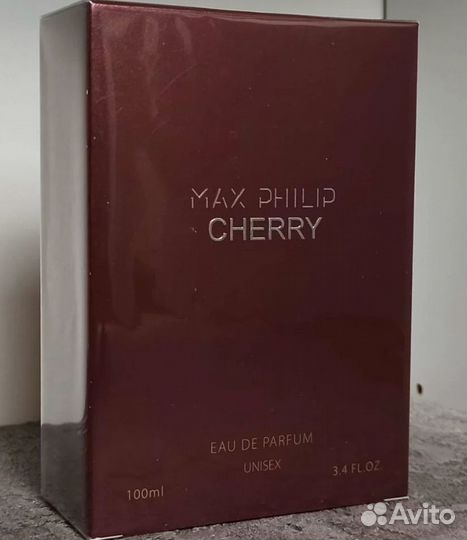 MAX PHILIP
CHERRY
EAU DE PARFUM
UNISEX
100ml
3.4 FL.OZ.
Avito